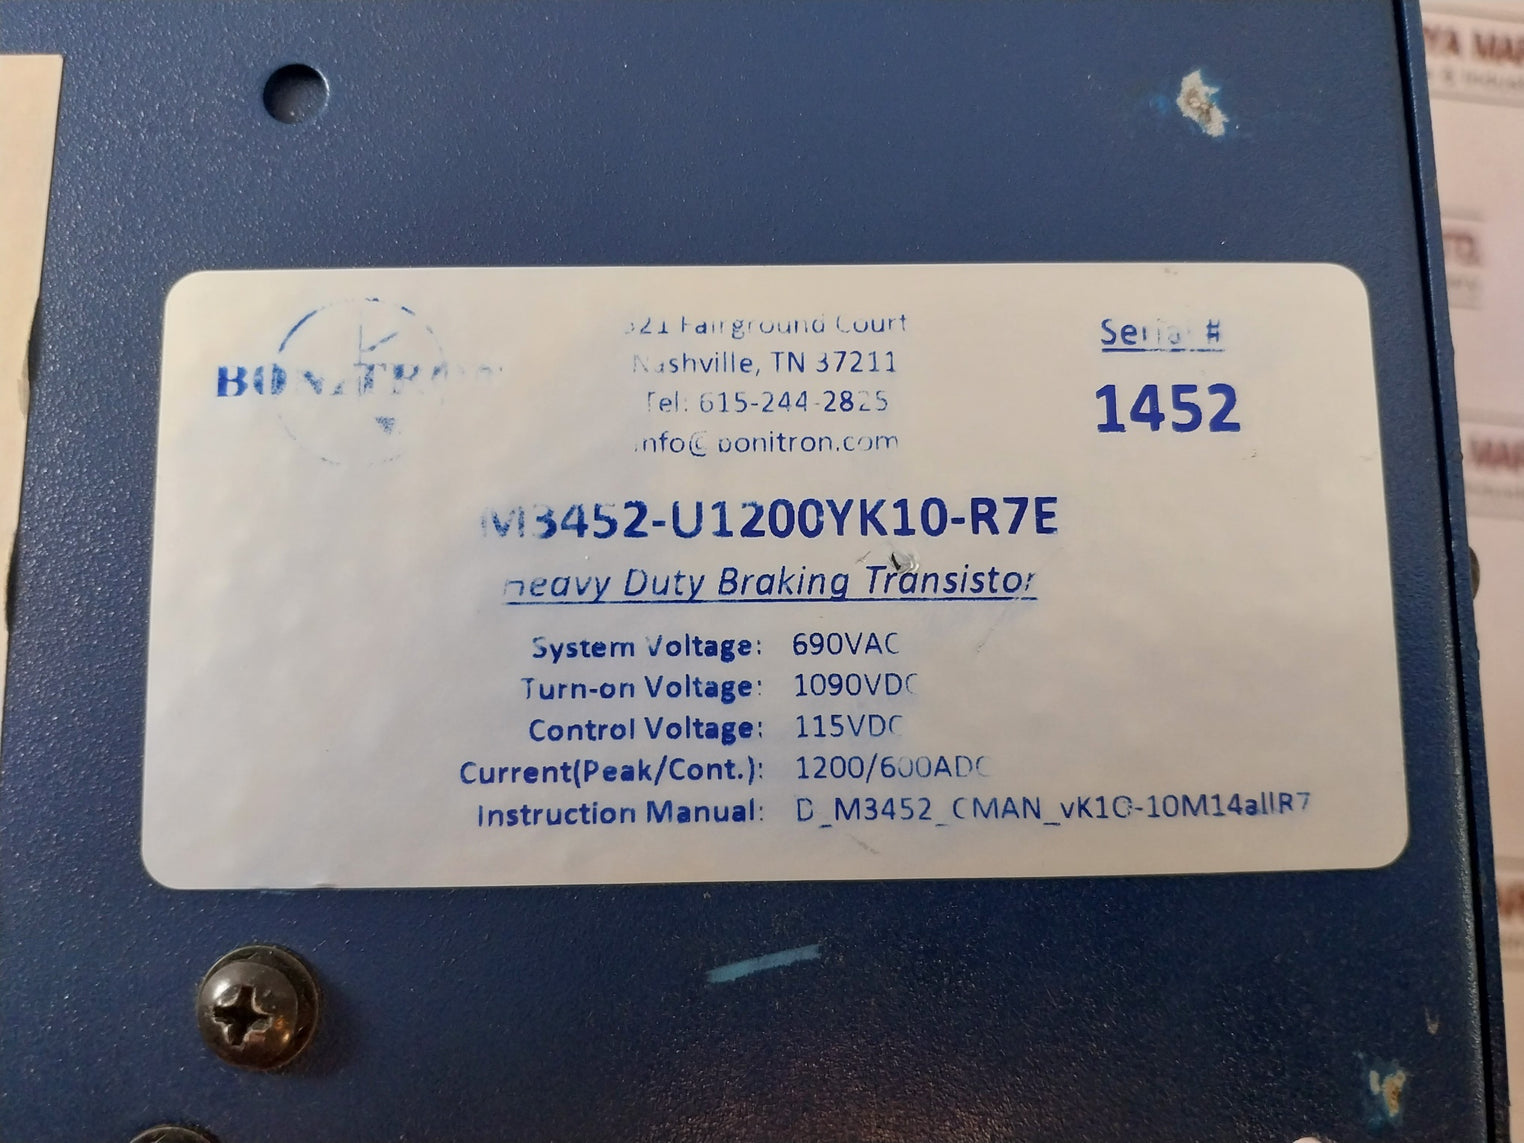 BONITRON
521 Fairground Court
Nashville, TN 37211
Tel: 615-244-2825
info@bonitron.com
Serial #
1452
M3452-U1200YK10-R7E
Heavy Duty Braking Transistor
System Voltage: 690VAC
Turn-on Voltage: 1090VDC
Control Voltage: 115VDC
Current(Peak/Cont.): 1200/600ADC
Instruction Manual: D_M3452_CMAN_vK10-10M14allR7